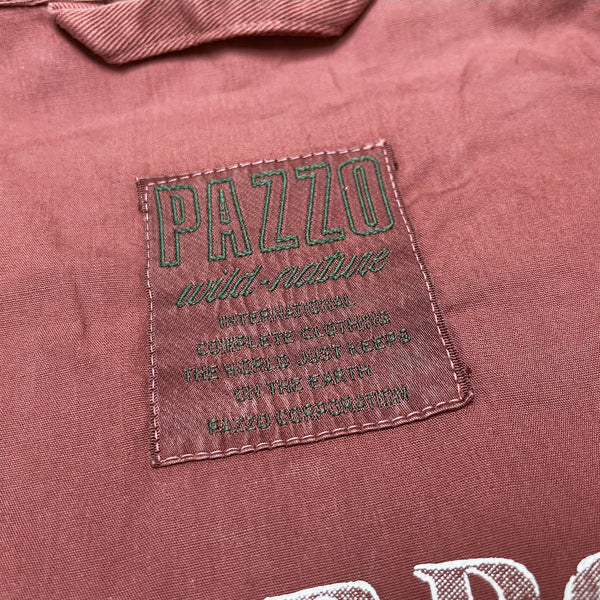 PAZZO
wild-nature
INTERNATIONAL
COMPLETE CLOTHING
THE WORLD JUST KEEPS
ON THE EARTH
PAZZO CORPORATION